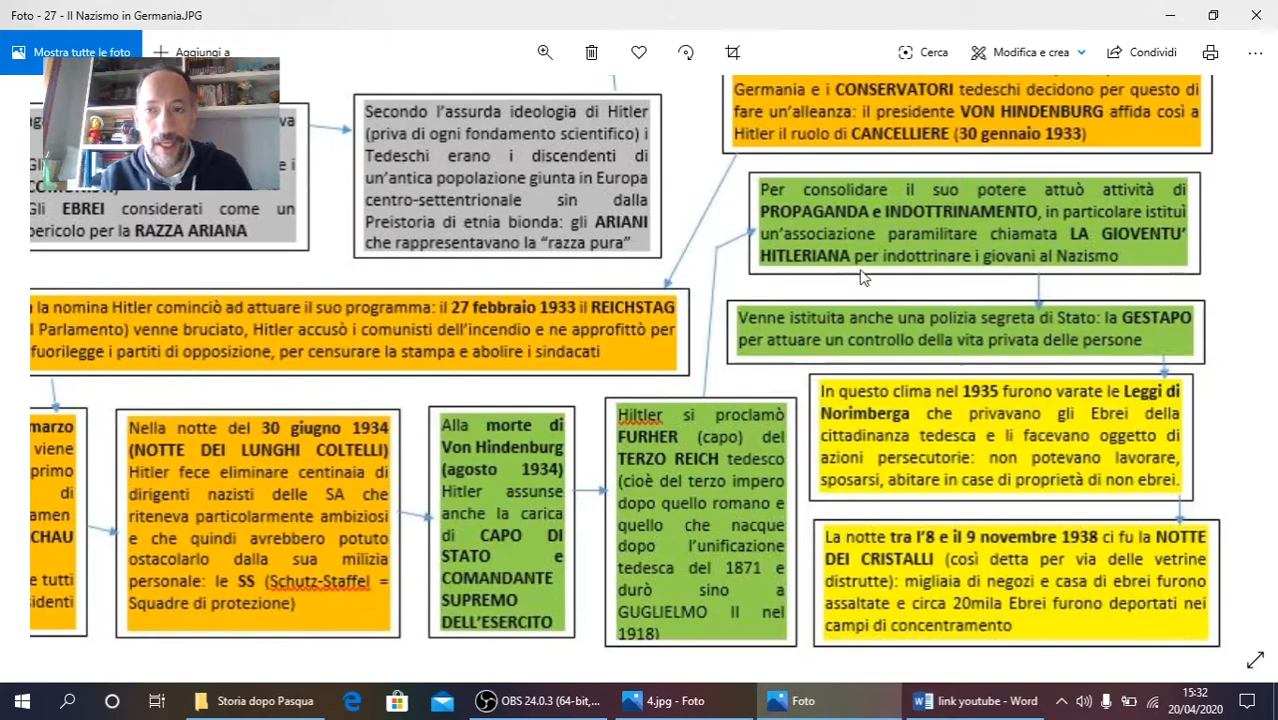 Foto - 27 - Il Nazismo in Germania.JPG
Mostra tutte le foto
Aggiungi a
Cerca
Modifica e crea
Condividi
va
i e
Gli EBREI considerati come un
pericolo per la RAZZA ARIANA
Secondo l'assurda ideologia di Hitler
(priva di ogni fondamento scientifico) i
Tedeschi erano i discendenti di
un'antica popolazione giunta in Europa
centro-settentrionale sin dalla
Preistoria di etnia bionda: gli ARIANI
che rappresentavano la "razza pura"
Germania e i CONSERVATORI tedeschi decidono per questo di
fare un'alleanza: il presidente VON HINDENBURG affida così a
Hitler il ruolo di CANCELLIERE (30 gennaio 1933)
Per consolidare il suo potere attuò attività di
PROPAGANDA e INDOTTRINAMENTO, in particolare istituì
un'associazione paramilitare chiamata LA GIOVENTU'
HITLERIANA per indottrinare i giovani al Nazismo
a la nomina Hitler cominciò ad attuare il suo programma: il 27 febbraio 1933 il REICHSTAG
l Parlamento) venne bruciato, Hitler accusò i comunisti dell'incendio e ne approfittò per
fuorilegge i partiti di opposizione, per censurare la stampa e abolire i sindacati
Venne istituita anche una polizia segreta di Stato: la GESTAPO
per attuare un controllo della vita privata delle persone
In questo clima nel 1935 furono varate le Leggi di
Norimberga che privavano gli Ebrei della
cittadinanza tedesca e li facevano oggetto di
azioni persecutorie: non potevano lavorare,
sposarsi, abitare in case di proprietà di non ebrei.
marzo
viene
primo
di
amen
CHAU
e tutti
sidenti
Nella notte del 30 giugno 1934
(NOTTE DEI LUNGHI COLTELLI)
Hitler fece eliminare centinaia di
dirigenti nazisti delle SA che
riteneva particolarmente ambiziosi
e che quindi avrebbero potuto
ostacolarlo dalla sua milizia
personale: le SS (Schutz-Staffel =
Squadre di protezione)
Alla morte di
Von Hindenburg
(agosto 1934)
Hitler assunse
anche la carica
di CAPO DI
STATO e
COMANDANTE
SUPREMO
DELL'ESERCITO
Hiltler si proclamò
FURHER (capo) del
TERZO REICH tedesco
(cioè del terzo impero
dopo quello romano e
quello che nacque
dopo l'unificazione
tedesca del 1871 e
durò sino a
GUGLIELMO II nel
1918)
La notte tra l'8 e il 9 novembre 1938 ci fu la NOTTE
DEI CRISTALLI (così detta per via delle vetrine
distrutte): migliaia di negozi e casa di ebrei furono
assaltate e circa 20mila Ebrei furono deportati nei
campi di concentramento
Storia dopo Pasqua
OBS 24.0.3 (64-bit,...
4.jpg - Foto
Foto
link youtube - Word
15:32
20/04/2020